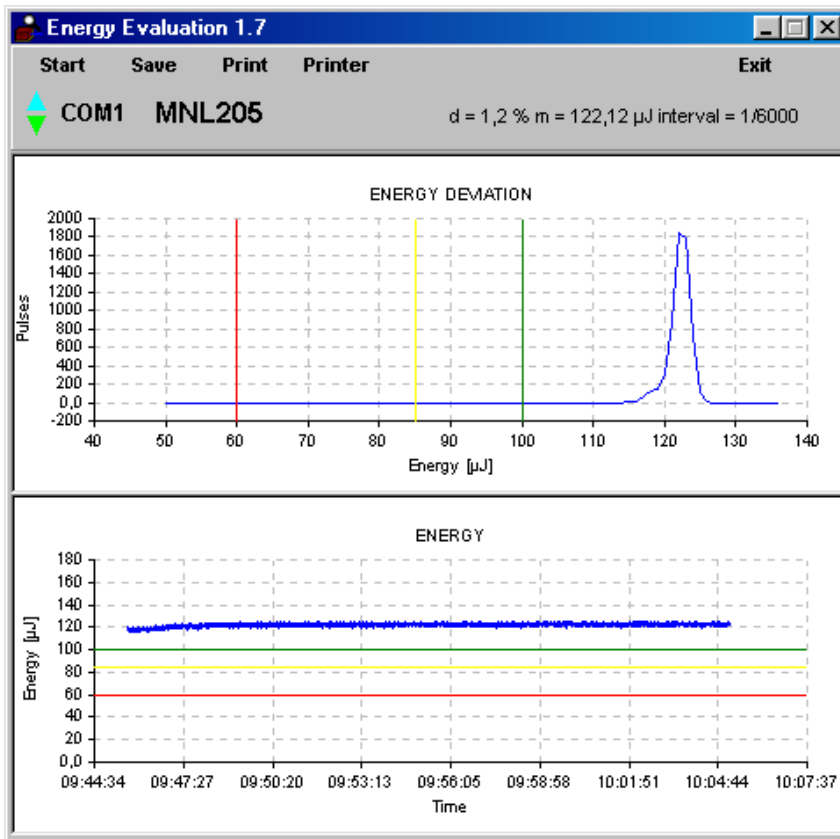 Energy Evaluation 1.7
Start Save Print Printer Exit
COM1 MNL205 d = 1,2 % m = 122,12 µJ interval = 1/6000
ENERGY DEVIATION
2000
1800
1600
1400
1200
1000
800
600
400
200
0,0
-200
Pulses
40 50 60 70 80 90 100 110 120 130 140
Energy [µJ]
ENERGY
180
160
140
120
100
80
60
40
20
0,0
Energy [µJ]
09:44:34 09:47:27 09:50:20 09:53:13 09:56:05 09:58:58 10:01:51 10:04:44 10:07:37
Time